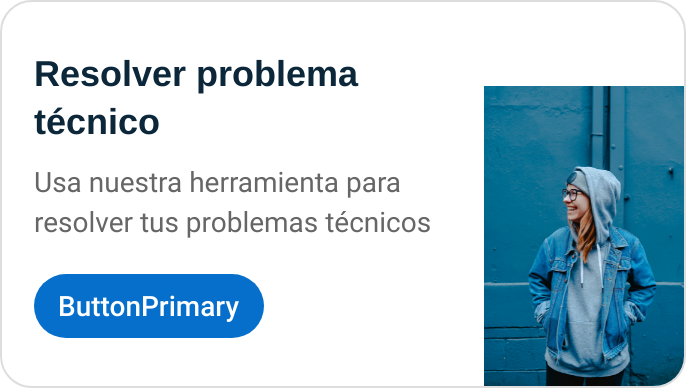 Resolver problema
técnico
Usa nuestra herramienta para
resolver tus problemas técnicos
ButtonPrimary